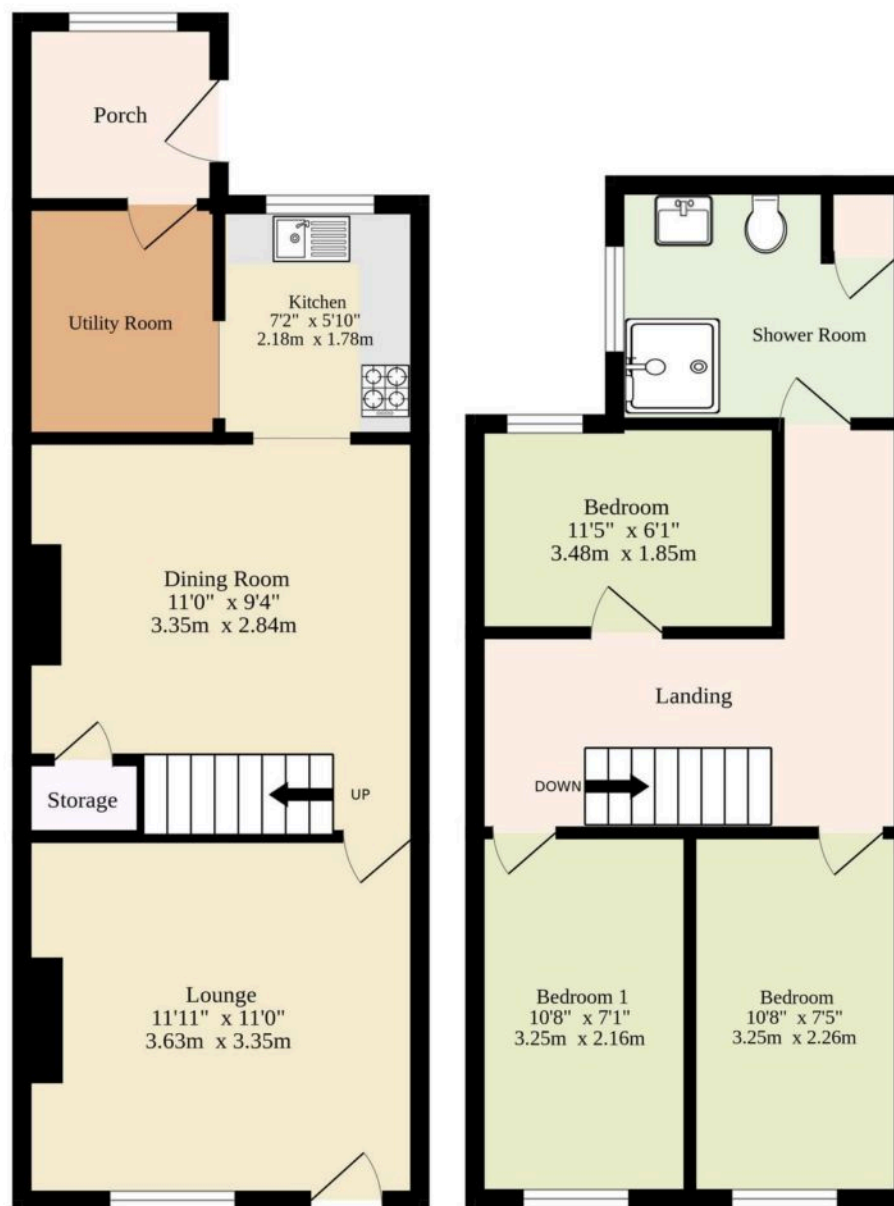 Porch
Utility Room
Kitchen
7'2" x 5'10"
2.18m x 1.78m
Dining Room
11'0" x 9'4"
3.35m x 2.84m
Storage
UP
Lounge
11'11" x 11'0"
3.63m x 3.35m
Shower Room
Bedroom
11'5" x 6'1"
3.48m x 1.85m
Landing
DOWN
Bedroom 1
10'8" x 7'1"
3.25m x 2.16m
Bedroom
10'8" x 7'5"
3.25m x 2.26m